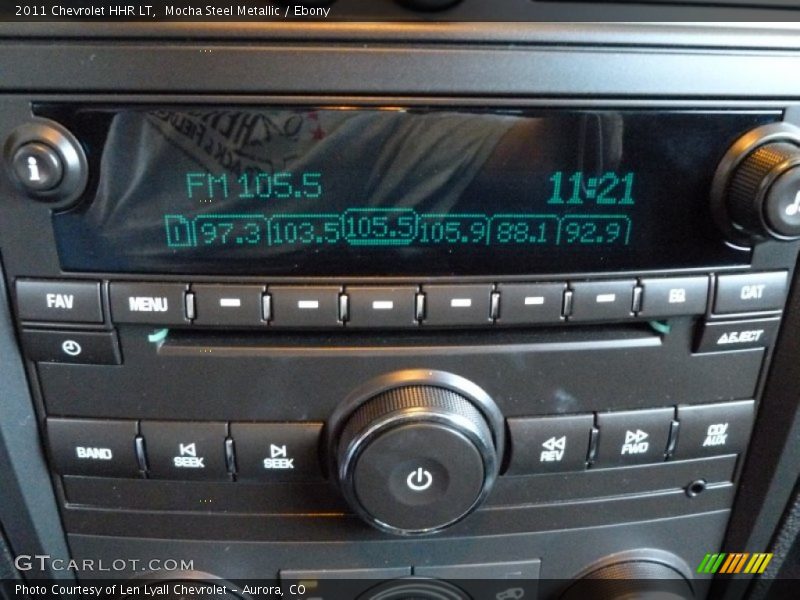 2011 Chevrolet HHR LT, Mocha Steel Metallic / Ebony
i
FM 105.5 11:21
1 97.3 103.5 105.5 105.9 88.1 92.9
FAV MENU EQ CAT
EJECT
BAND SEEK SEEK REV FWD CD/
AUX
GTCARLOT.COM
Photo Courtesy of Len Lyall Chevrolet - Aurora, CO